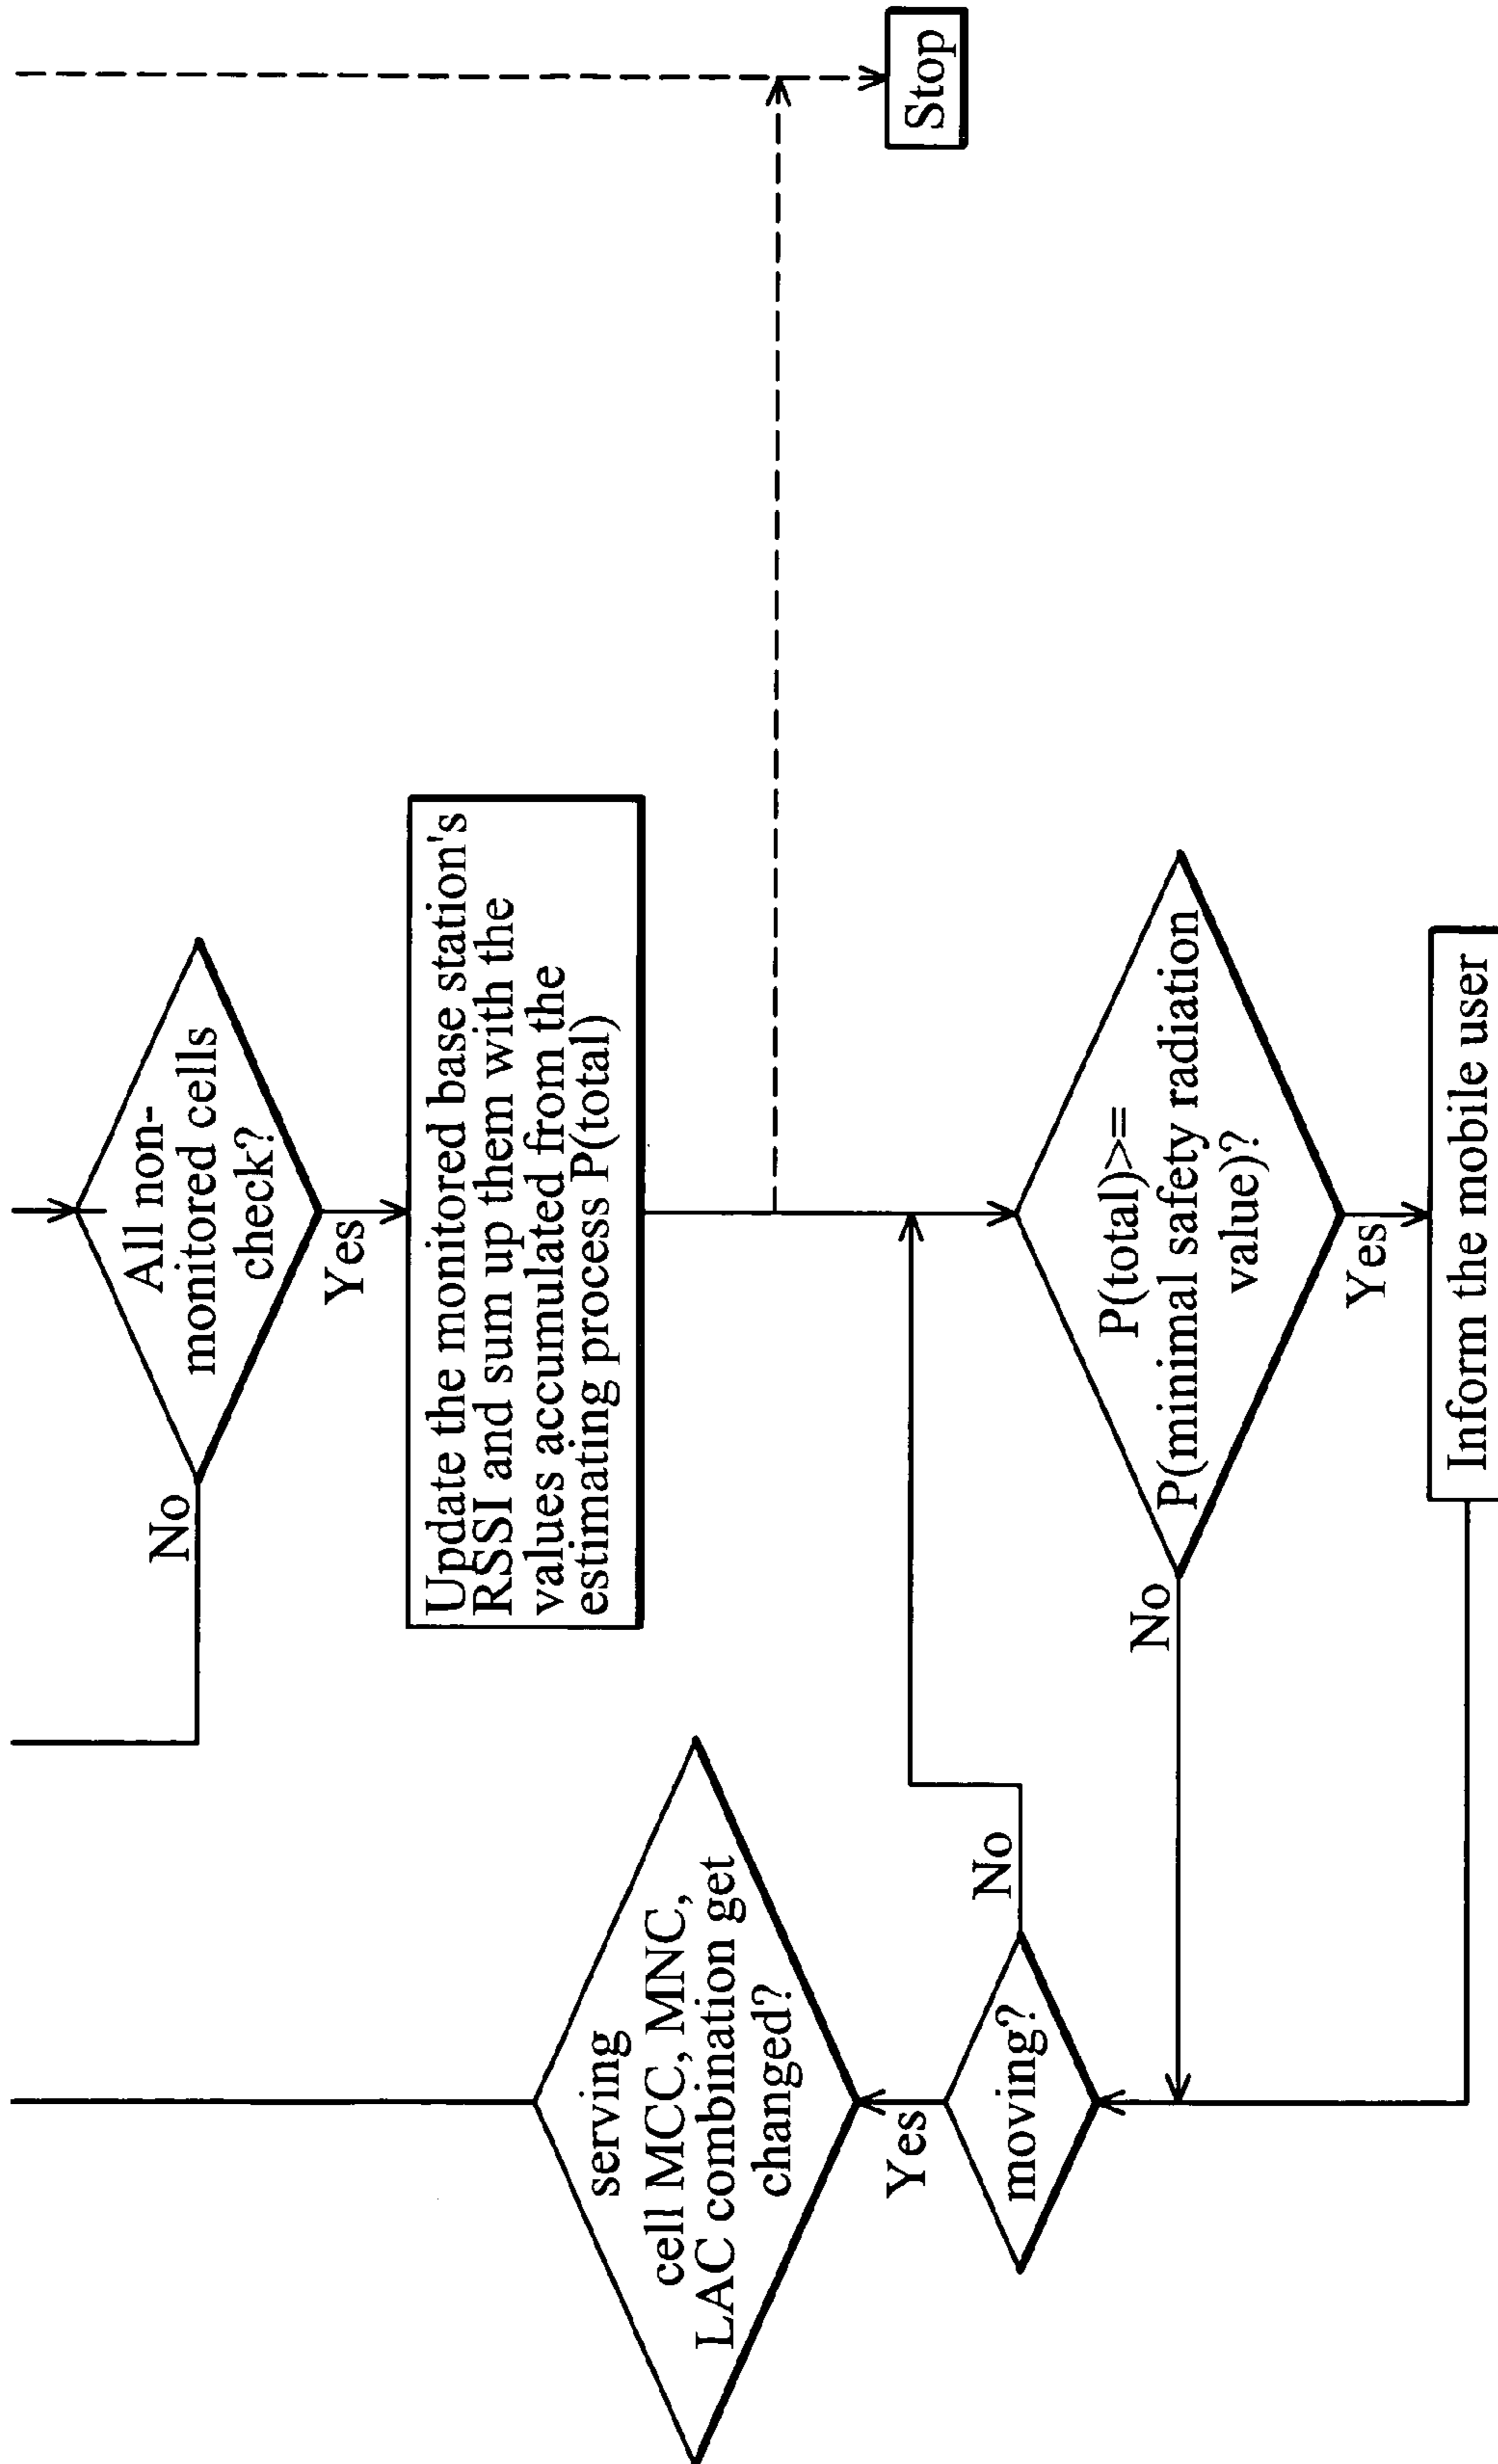 All non-
monitored cells
check?
No
Yes
Update the monitored base station's
RSSI and sum up them with the
values accumulated from the
estimating process P(total)
Stop
P(total)>=
P(minimal safety radiation
value)?
No
Yes
Inform the mobile user
moving?
No
Yes
serving
cell MCC, MNC,
LAC combination get
changed?